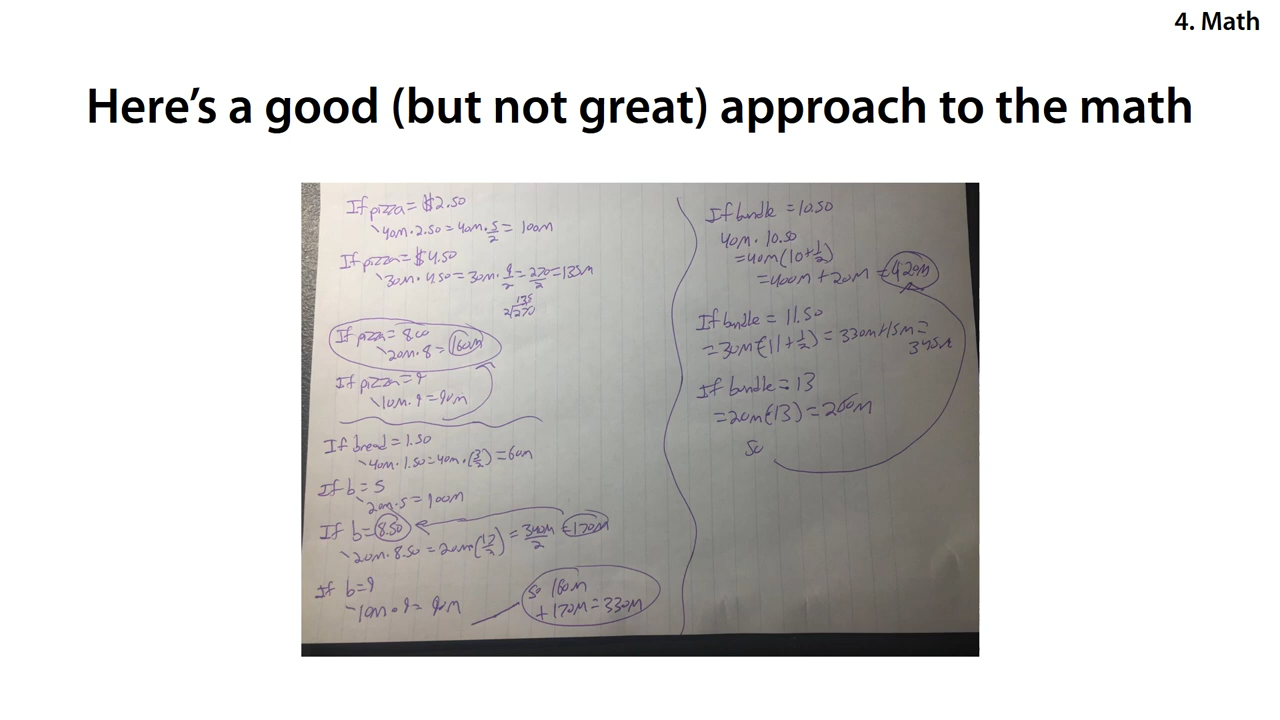 4. Math
Here's a good (but not great) approach to the math
If pizza = $2.50
40m · 2.50 = 40m · 5/2 = 100m
If pizza = $4.50
30m · 4.50 = 30m · 9/2 = 270/2 = 135m
135
2√270
If pizza = 8.00
20m · 8 = 160m
If pizza = 9
10m · 9 = 90m
If bread = 1.50
40m · 1.50 = 40m · (3/2) = 60m
If b = 5
20m · 5 = 100m
If b = 8.50
20m · 8.50 = 20m (17/2) = 340m/2 = 170m
If b = 9
10m · 9 = 90m
so 160m
+ 170m = 330m
If bundle = 10.50
40m · 10.50
= 40m (10 + 1/2)
= 400m + 20m = 420m
If bundle = 11.50
= 30m (11 + 1/2) = 330m + 15m =
345m
If bundle = 13
= 20m (13) = 260m
so